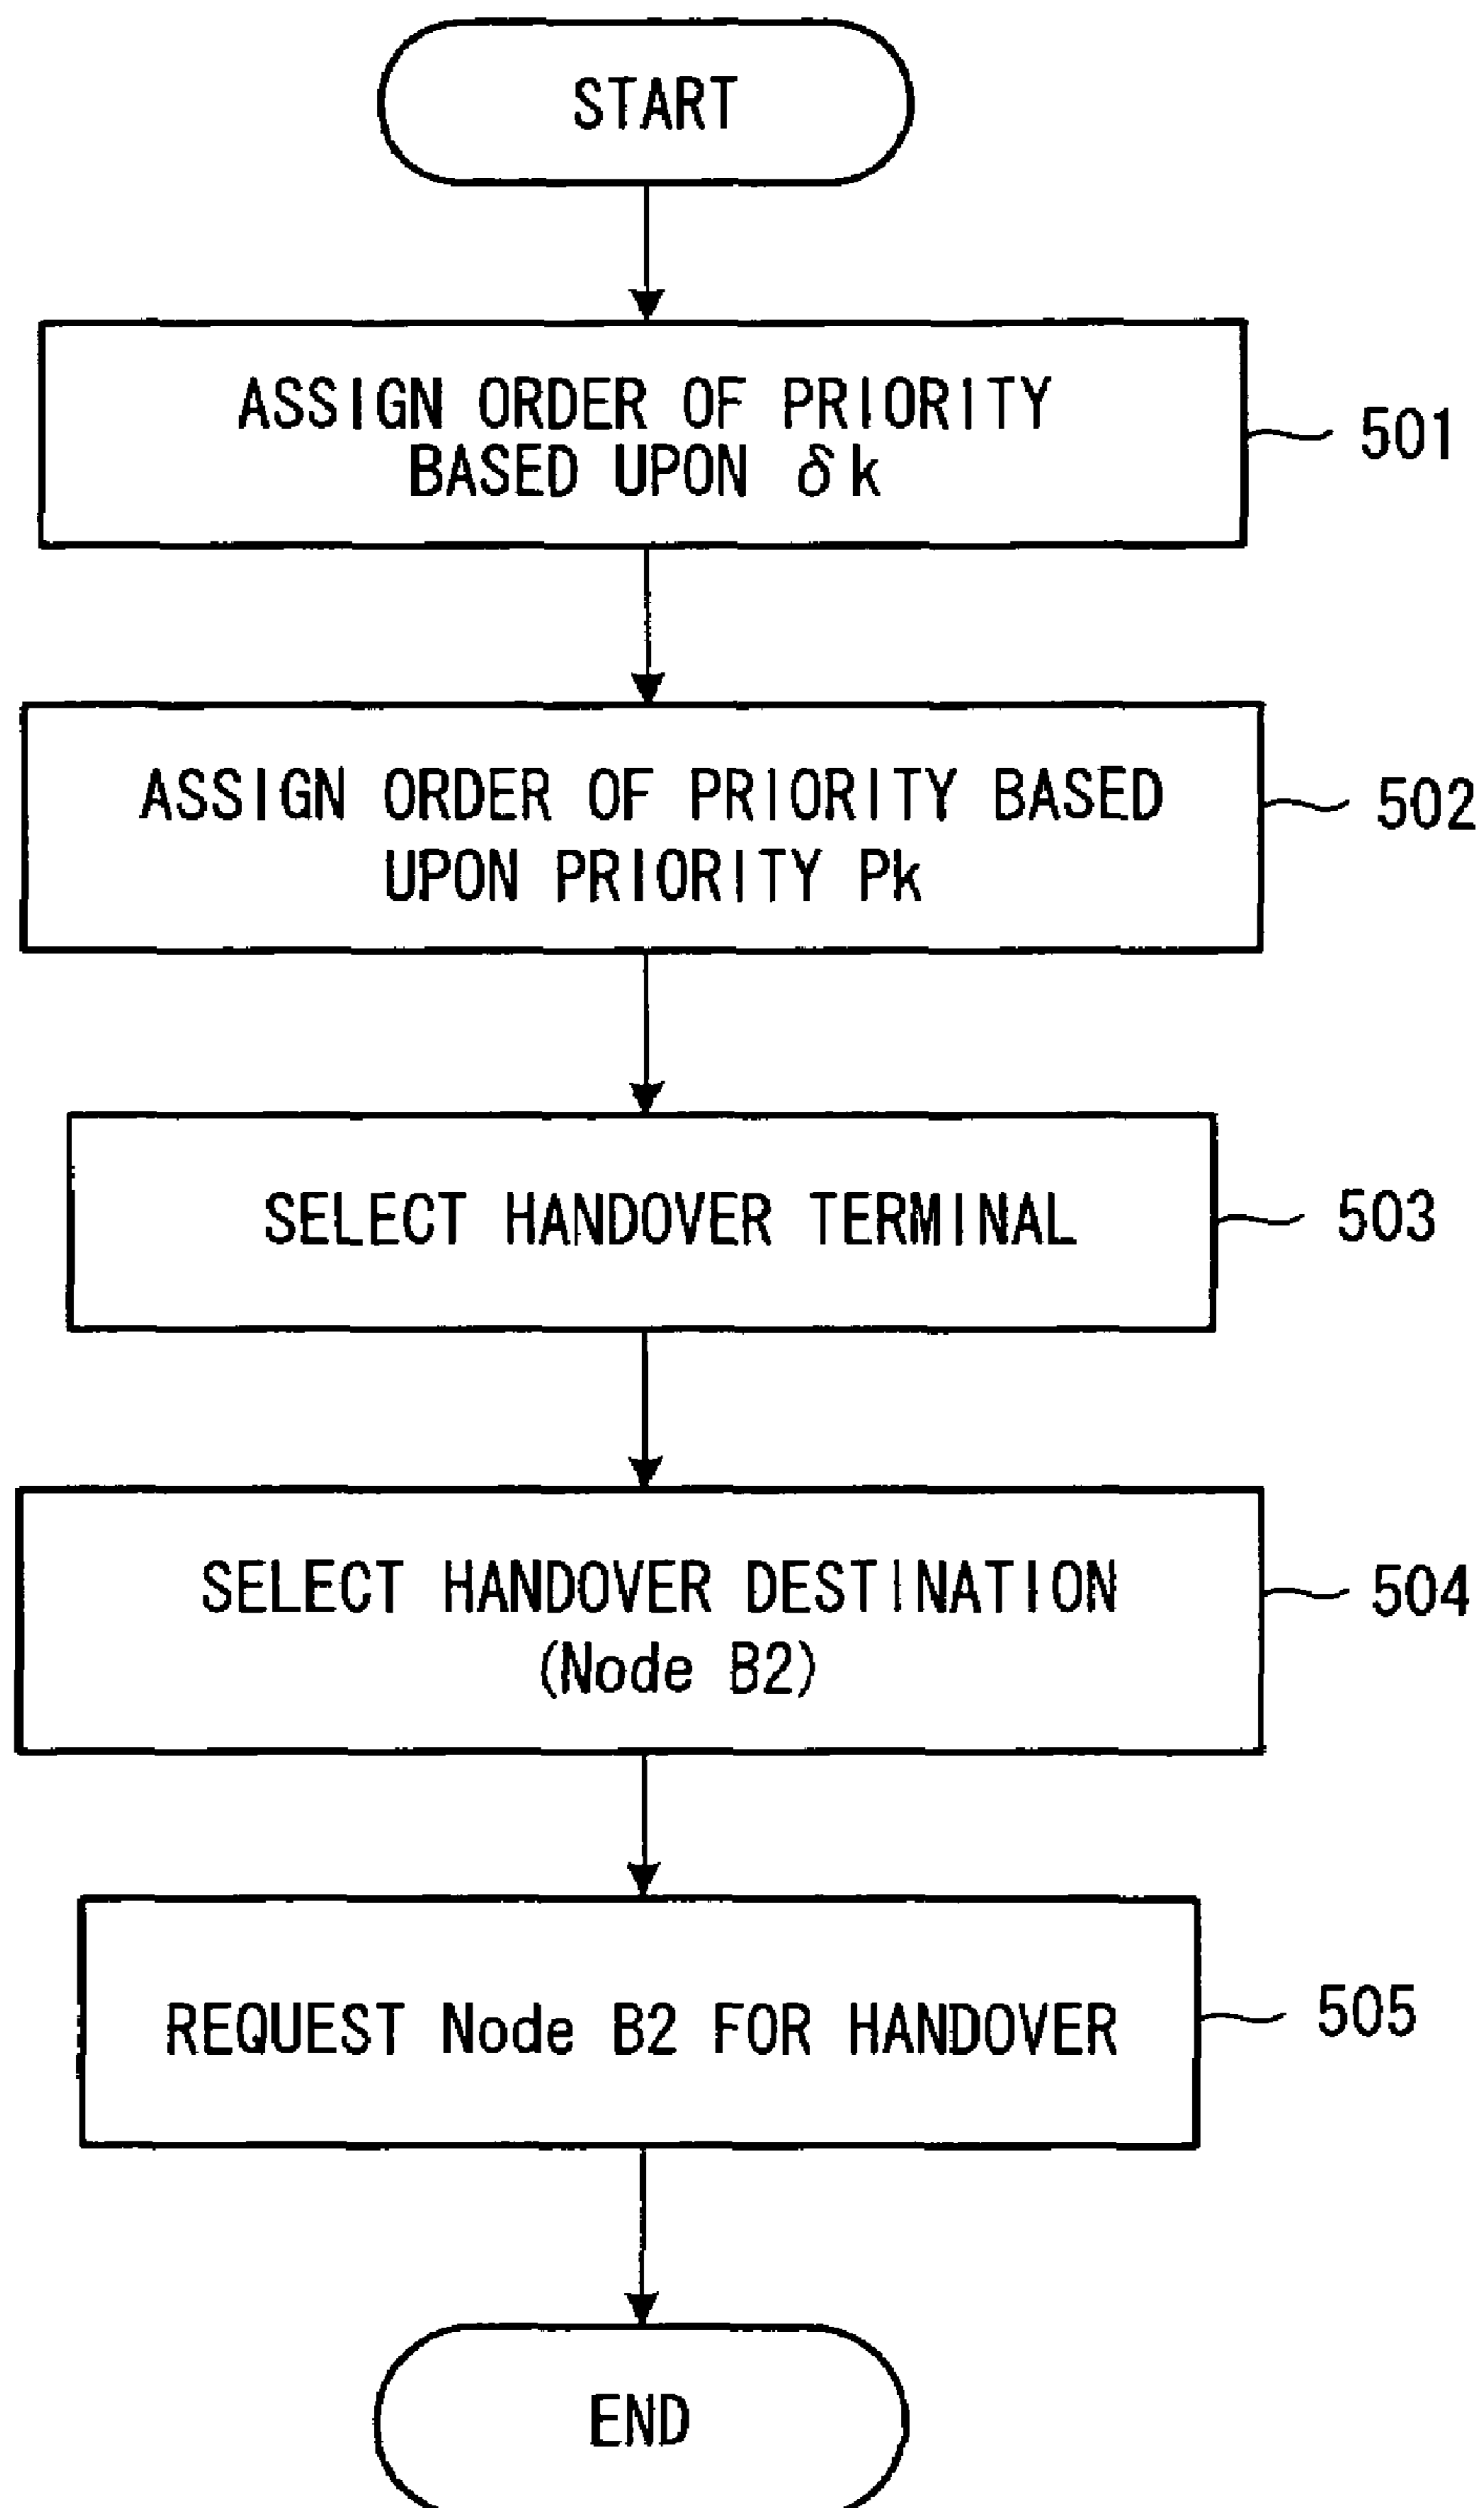 START
ASSIGN ORDER OF PRIORITY
BASED UPON δk
501
ASSIGN ORDER OF PRIORITY BASED
UPON PRIORITY Pk
502
SELECT HANDOVER TERMINAL
503
SELECT HANDOVER DESTINATION
(Node B2)
504
REQUEST Node B2 FOR HANDOVER
505
END